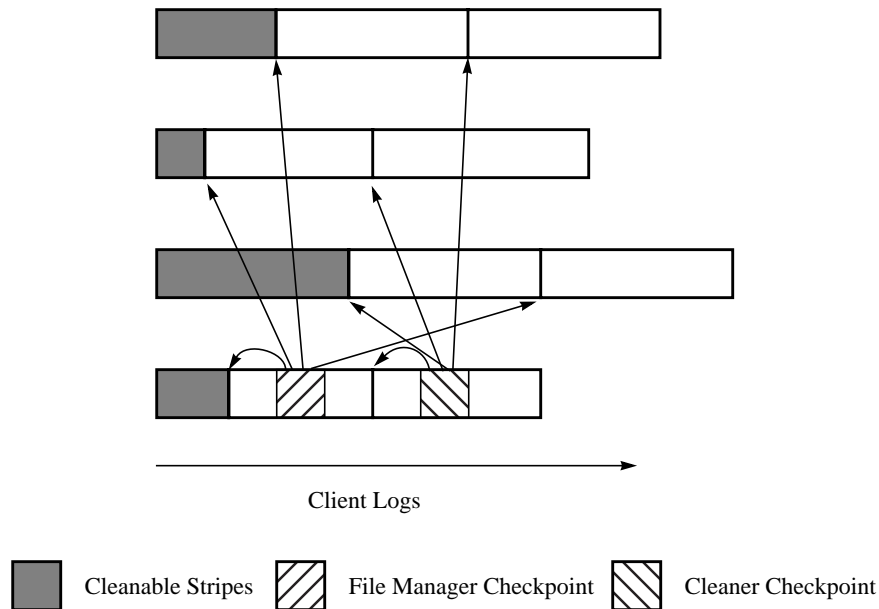 Client Logs
Cleanable Stripes
File Manager Checkpoint
Cleaner Checkpoint